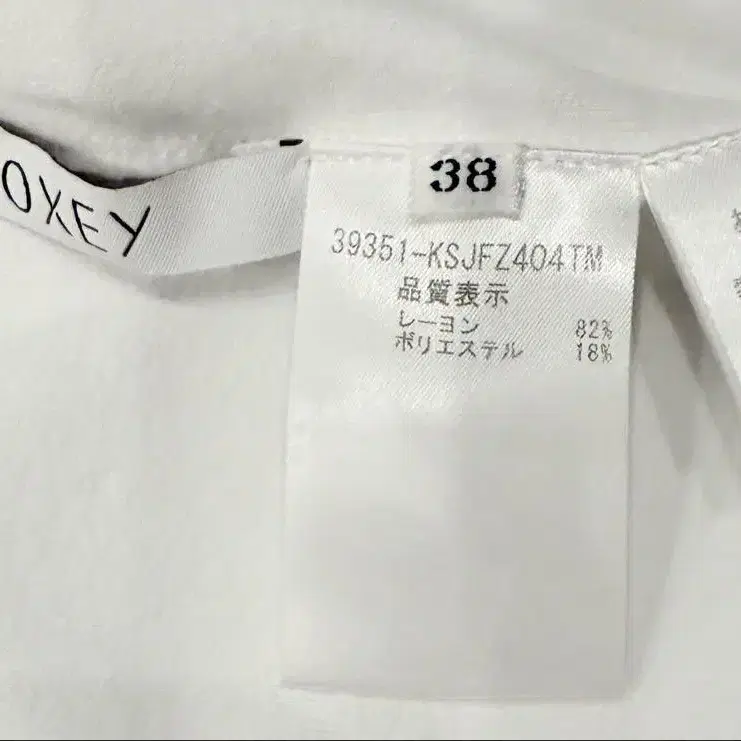 OXEY
38
39351-KSJFZ404TM
品質表示
レーヨン 82%
ポリエステル 18%